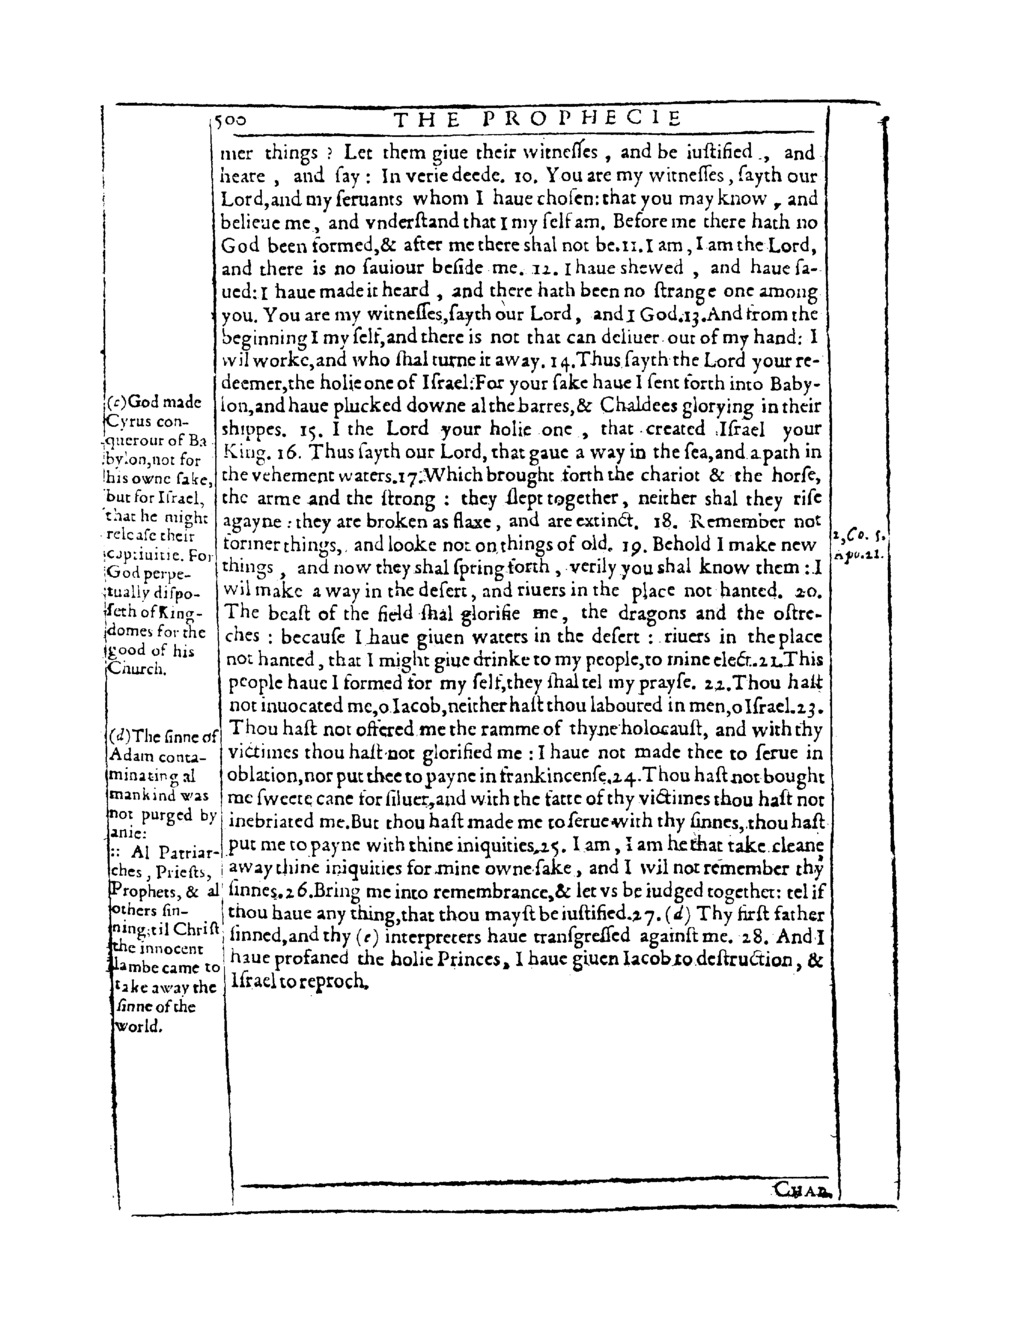 500 THE PROPHECIE
mer things ? Let them giue their witnesſes , and be iuſtified ., and
heare , and ſay : In verie deede. 10. You are my witneſſes, ſayth our
Lord,and my ſeruants whom I haue choſen: that you may know , and
belieue me, and vnderſtand that I my ſelf am. Before me there hath no
God been formed,& after me there shal not be.11.I am, I am the Lord,
and there is no ſauiour beſide me. 12. I haue shewed , and haue ſa-
ued: I haue made it heard , and there hath been no ſtrange one among
you. You are my witneſſes,ſayth our Lord, and I God.13.And from the
beginning I my ſelf,and there is not that can deliuer out of my hand: I
wil worke,and who ſhal turne it away. 14.Thus ſayth the Lord your re-
deemer,the holie one of Iſrael:For your ſake haue I ſent forth into Baby-
lon,and haue plucked downe al the barres,& Chaldees glorying in their
shippes. 15. I the Lord your holie one , that created Iſrael your
King. 16. Thus ſayth our Lord, that gaue a way in the ſea,and a path in
the vehement waters.17.Which brought forth the chariot & the horſe,
the arme and the ſtrong : they ſlept together, neither shal they riſe
agayne : they are broken as flaxe , and are extinct. 18. Remember not
former things, and looke not on things of old. 19. Behold I make new
things , and now they shal ſpring forth , verily you shal know them : I
wil make a way in the deſert, and riuers in the place not hanted. 20.
The beaſt of the field ſhal glorifie me, the dragons and the oſtre-
ches : becauſe I haue giuen waters in the deſert : riuers in the place
not hanted, that I might giue drinke to my people,to mine elect.21.This
people haue I formed for my ſelf,they ſhal tel my prayſe. 22.Thou haſt
not inuocated me,o Iacob,neither haſt thou laboured in men,o Iſrael.23.
Thou haſt not offered me the ramme of thyne holocauſt, and with thy
victimes thou haſt not glorified me : I haue not made thee to ſerue in
oblation,nor put thee to payne in frankincenſe.24.Thou haſt not bought
me ſweete cane for ſiluer,and with the fatte of thy victimes thou haſt not
inebriated me.But thou haſt made me to ſerue with thy ſinnes, thou haſt
put me to payne with thine iniquities.25. I am, I am he that take cleane
away thine iniquities for mine owne ſake , and I wil not remember thy
ſinnes.26.Bring me into remembrance,& let vs be iudged together: tel if
thou haue any thing,that thou mayſt be iuſtified.27. (d) Thy firſt father
ſinned,and thy (e) interpreters haue tranſgreſſed againſt me. 28. And I
haue profaned the holie Princes, I haue giuen Iacob to deſtruction, &
Iſrael to reproch.
(c)God made
Cyrus con-
querour of Ba
bylon,not for
his owne ſake,
but for Iſrael,
that he might
releaſe their
captiuitie. For
God perpe-
tually diſpo-
ſeth of King-
domes for the
good of his
Church.
(d)The ſinne of
Adam conta-
minating al
mankind was
not purged by
anie:
:: Al Patriar-
ches, Prieſts,
Prophets, & al
others ſin-
ning:til Chriſt
the innocent
lambe came to
take away the
ſinne of the
world.
2,Co. 5.
Apo.21.
CHAP.